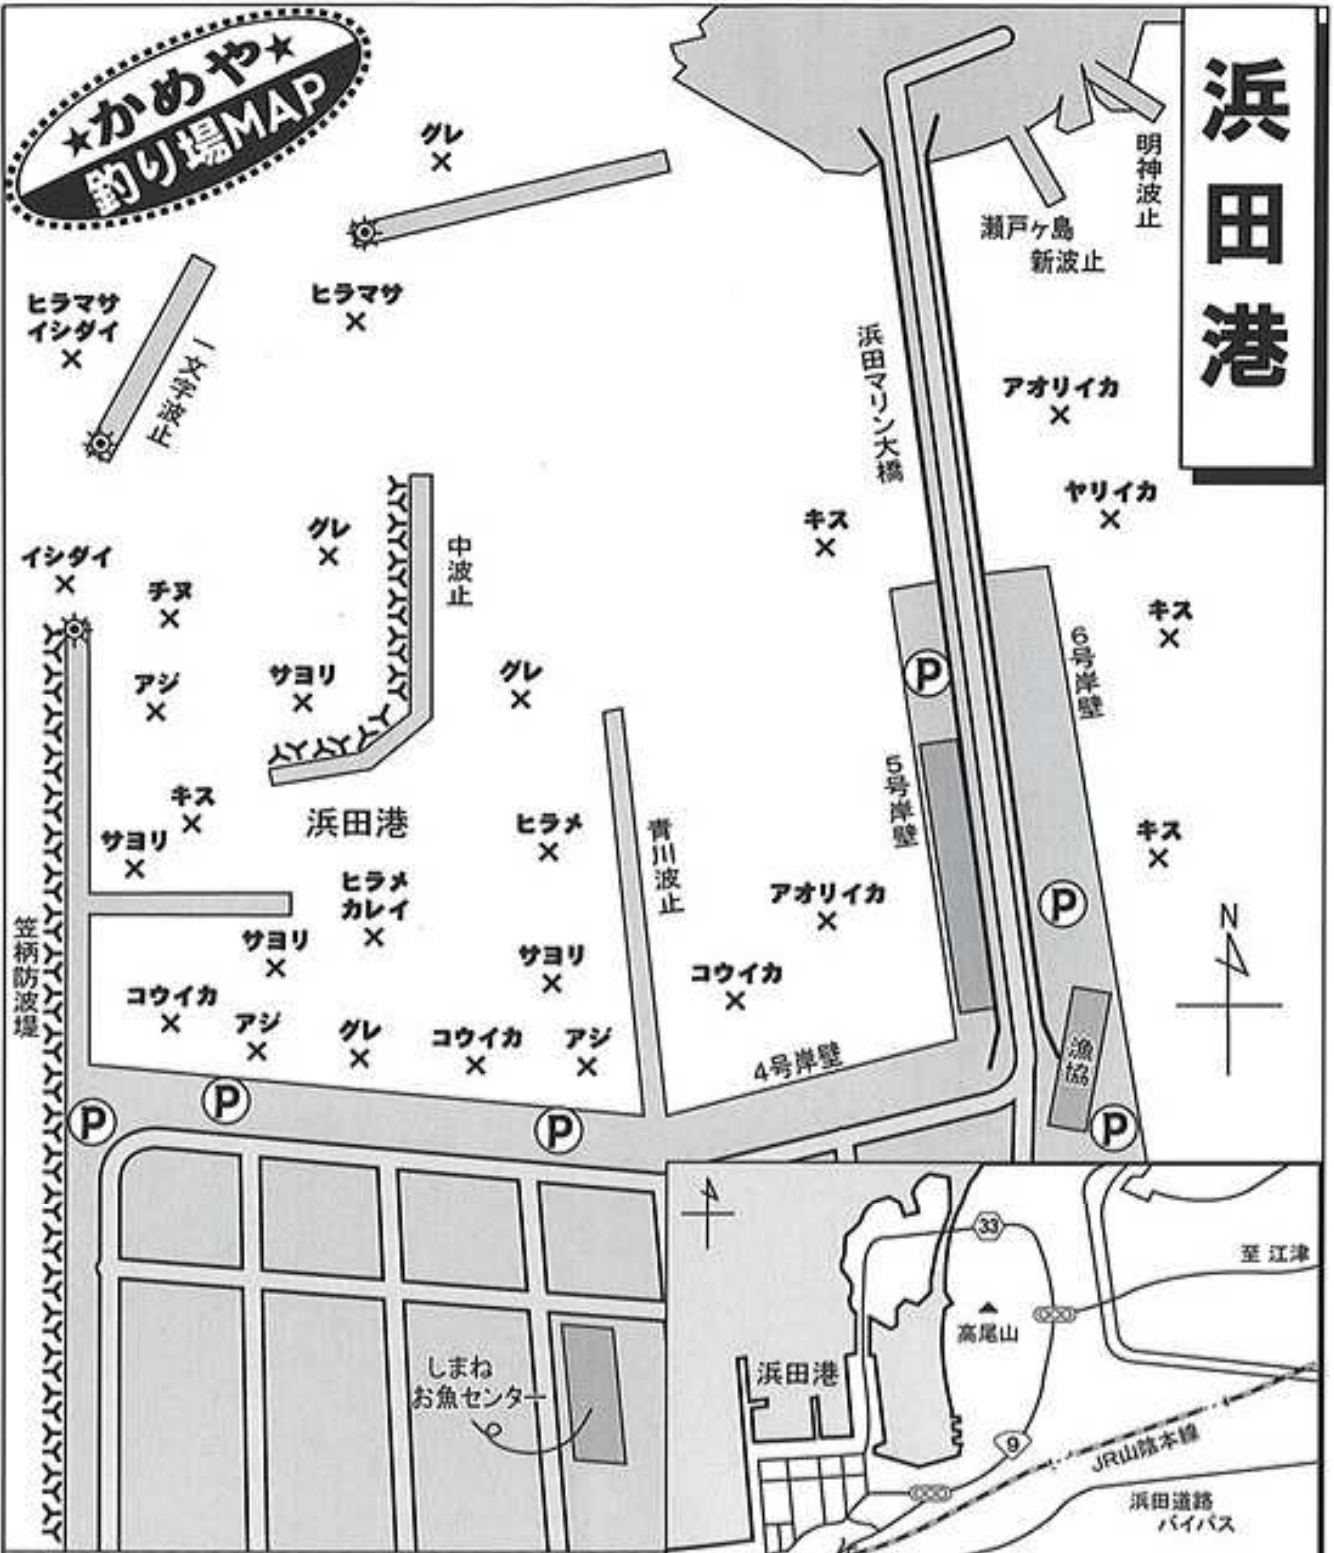 ★かめや★
釣り場MAP
浜田港
グレ
明神波止
瀬戸ヶ島
新波止
ヒラマサ
イシダイ
ヒラマサ
一文字波止
浜田マリン大橋
アオリイカ
ヤリイカ
キス
グレ
中波止
イシダイ
チヌ
キス
6号岸壁
アジ
サヨリ
グレ
P
5号岸壁
キス
サヨリ
浜田港
ヒラメ
青川波止
キス
ヒラメ
カレイ
アオリイカ
P
N
笠柄防波堤
サヨリ
サヨリ
コウイカ
コウイカ
アジ
グレ
コウイカ
アジ
4号岸壁
漁協
P
P
P
P
しまね
お魚センター
33
至 江津
高尾山
浜田港
9
JR山陰本線
浜田道路
バイパス